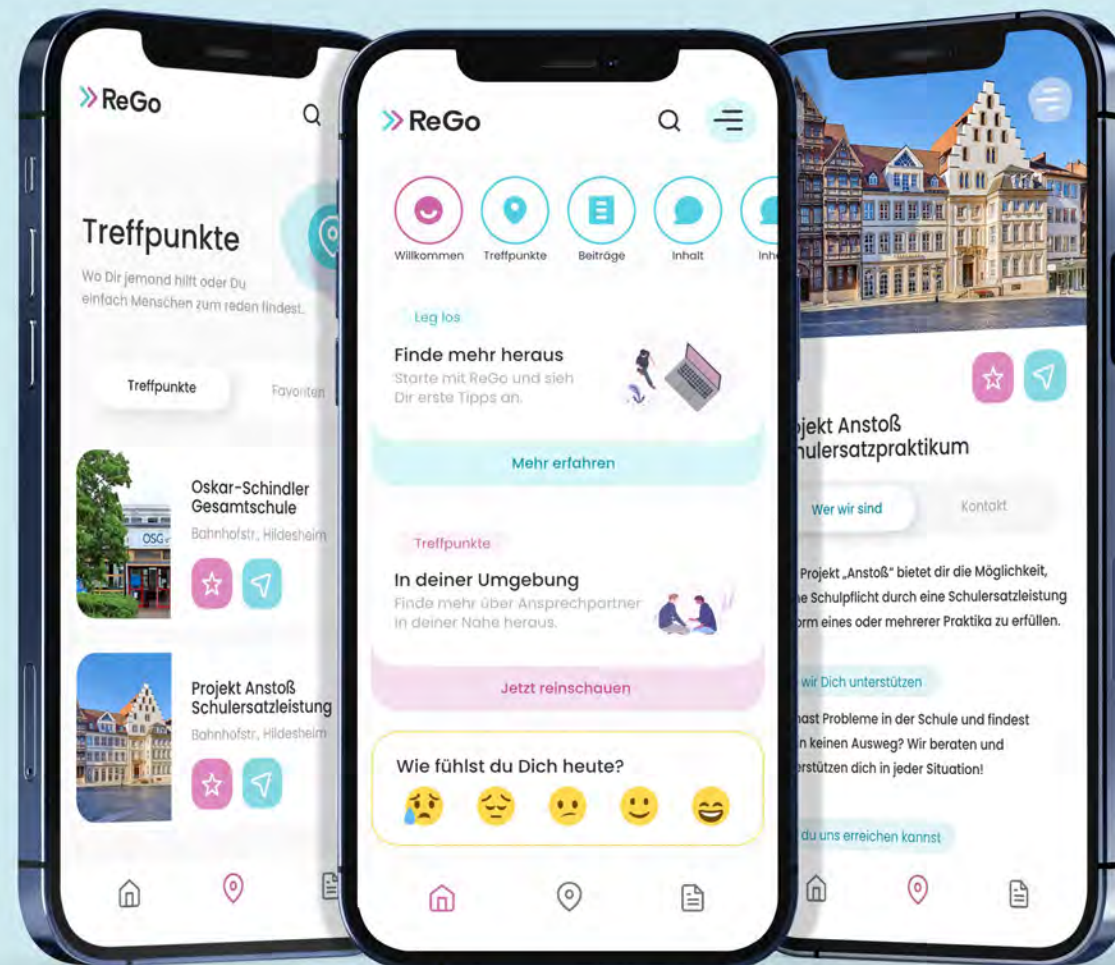 ReGo
Treffpunkte
Wo Dir jemand hilft oder Du
einfach Menschen zum reden findest.
Treffpunkte
Favoriten
OSG
Oskar-Schindler
Gesamtschule
Bahnhofstr., Hildesheim
Projekt Anstoß
Schulersatzleistung
Bahnhofstr., Hildesheim
ReGo
Willkommen
Treffpunkte
Beiträge
Inhalt
Inh
Leg los
Finde mehr heraus
Starte mit ReGo und sieh
Dir erste Tipps an.
Mehr erfahren
Treffpunkte
In deiner Umgebung
Finde mehr über Ansprechpartner
in deiner Nähe heraus.
Jetzt reinschauen
Wie fühlst du Dich heute?
jekt Anstoß
hulersatzpraktikum
Wer wir sind
Kontakt
Projekt „Anstoß“ bietet dir die Möglichkeit,
e Schulpflicht durch eine Schulersatzleistung
orm eines oder mehrerer Praktika zu erfüllen.
wir Dich unterstützen
hast Probleme in der Schule und findest
n keinen Ausweg? Wir beraten und
erstützen dich in jeder Situation!
du uns erreichen kannst